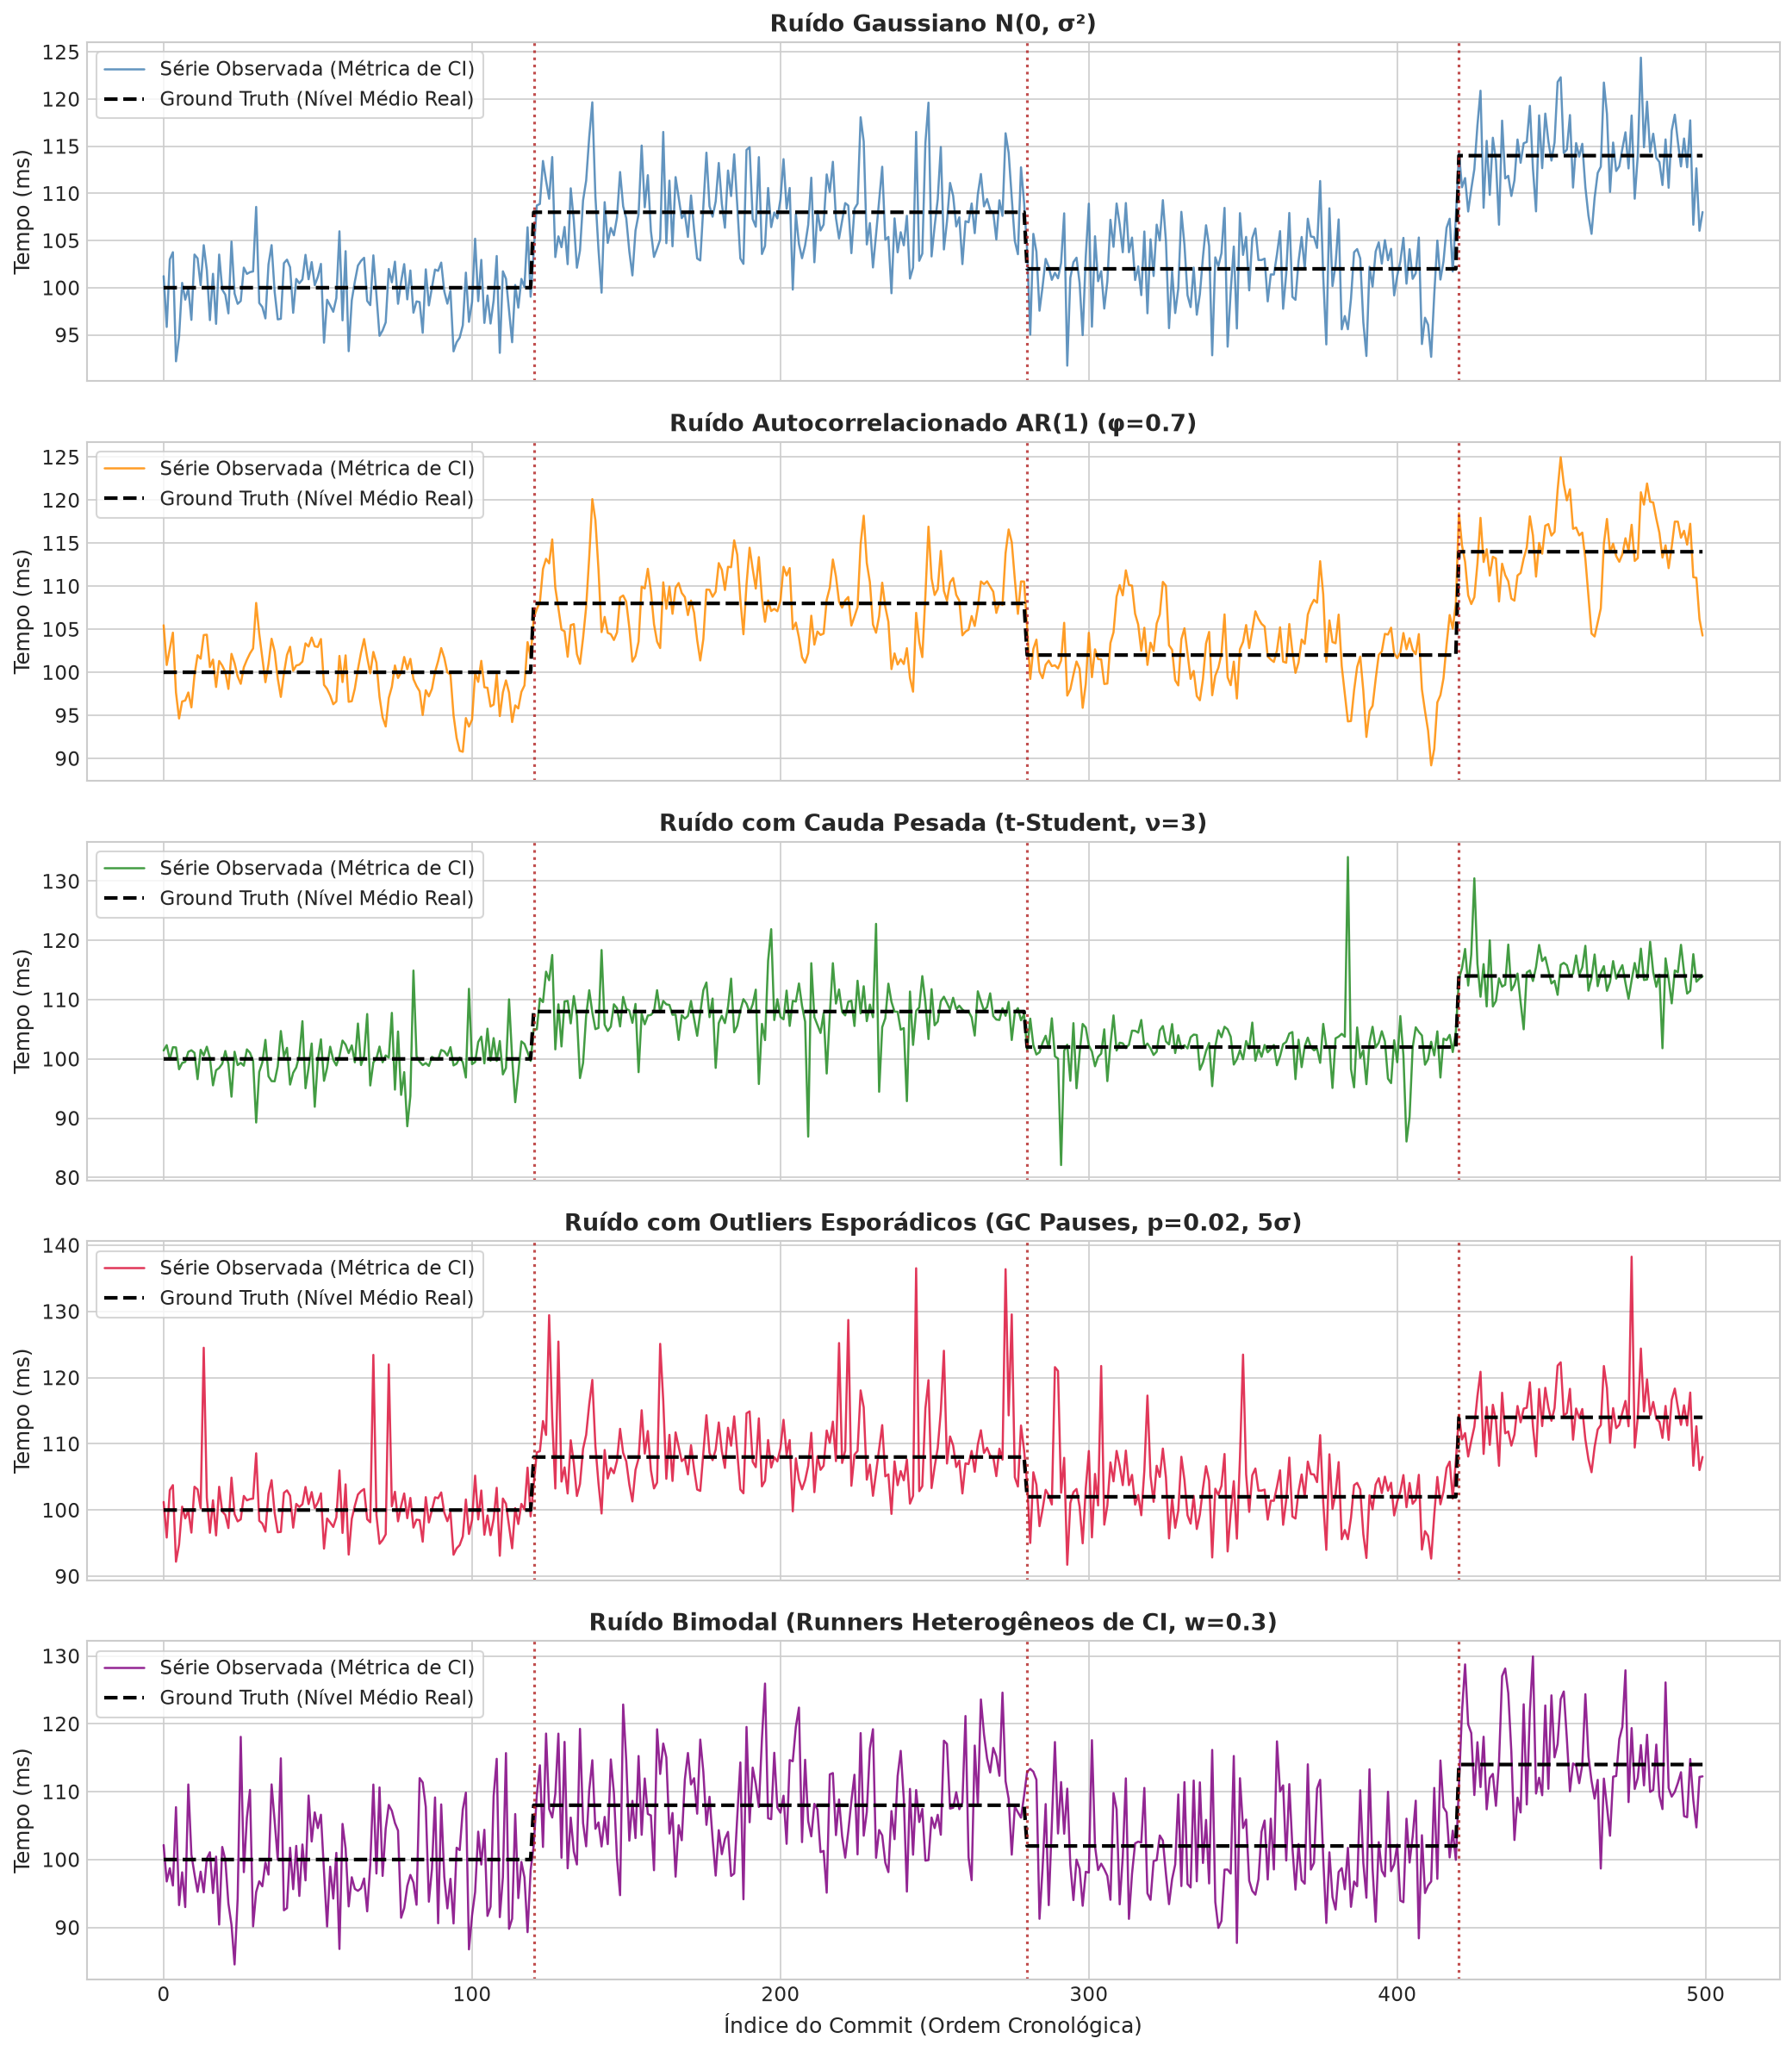 Ruído Gaussiano N(0, σ²)
Série Observada (Métrica de CI)
Ground Truth (Nível Médio Real)
Tempo (ms)
125
120
115
110
105
100
95
Ruído Autocorrelacionado AR(1) (φ=0.7)
Série Observada (Métrica de CI)
Ground Truth (Nível Médio Real)
Tempo (ms)
125
120
115
110
105
100
95
90
Ruído com Cauda Pesada (t-Student, ν=3)
Série Observada (Métrica de CI)
Ground Truth (Nível Médio Real)
Tempo (ms)
130
120
110
100
90
80
Ruído com Outliers Esporádicos (GC Pauses, p=0.02, 5σ)
Série Observada (Métrica de CI)
Ground Truth (Nível Médio Real)
Tempo (ms)
140
130
120
110
100
90
Ruído Bimodal (Runners Heterogêneos de CI, w=0.3)
Série Observada (Métrica de CI)
Ground Truth (Nível Médio Real)
Tempo (ms)
130
120
110
100
90
0 100 200 300 400 500
Índice do Commit (Ordem Cronológica)